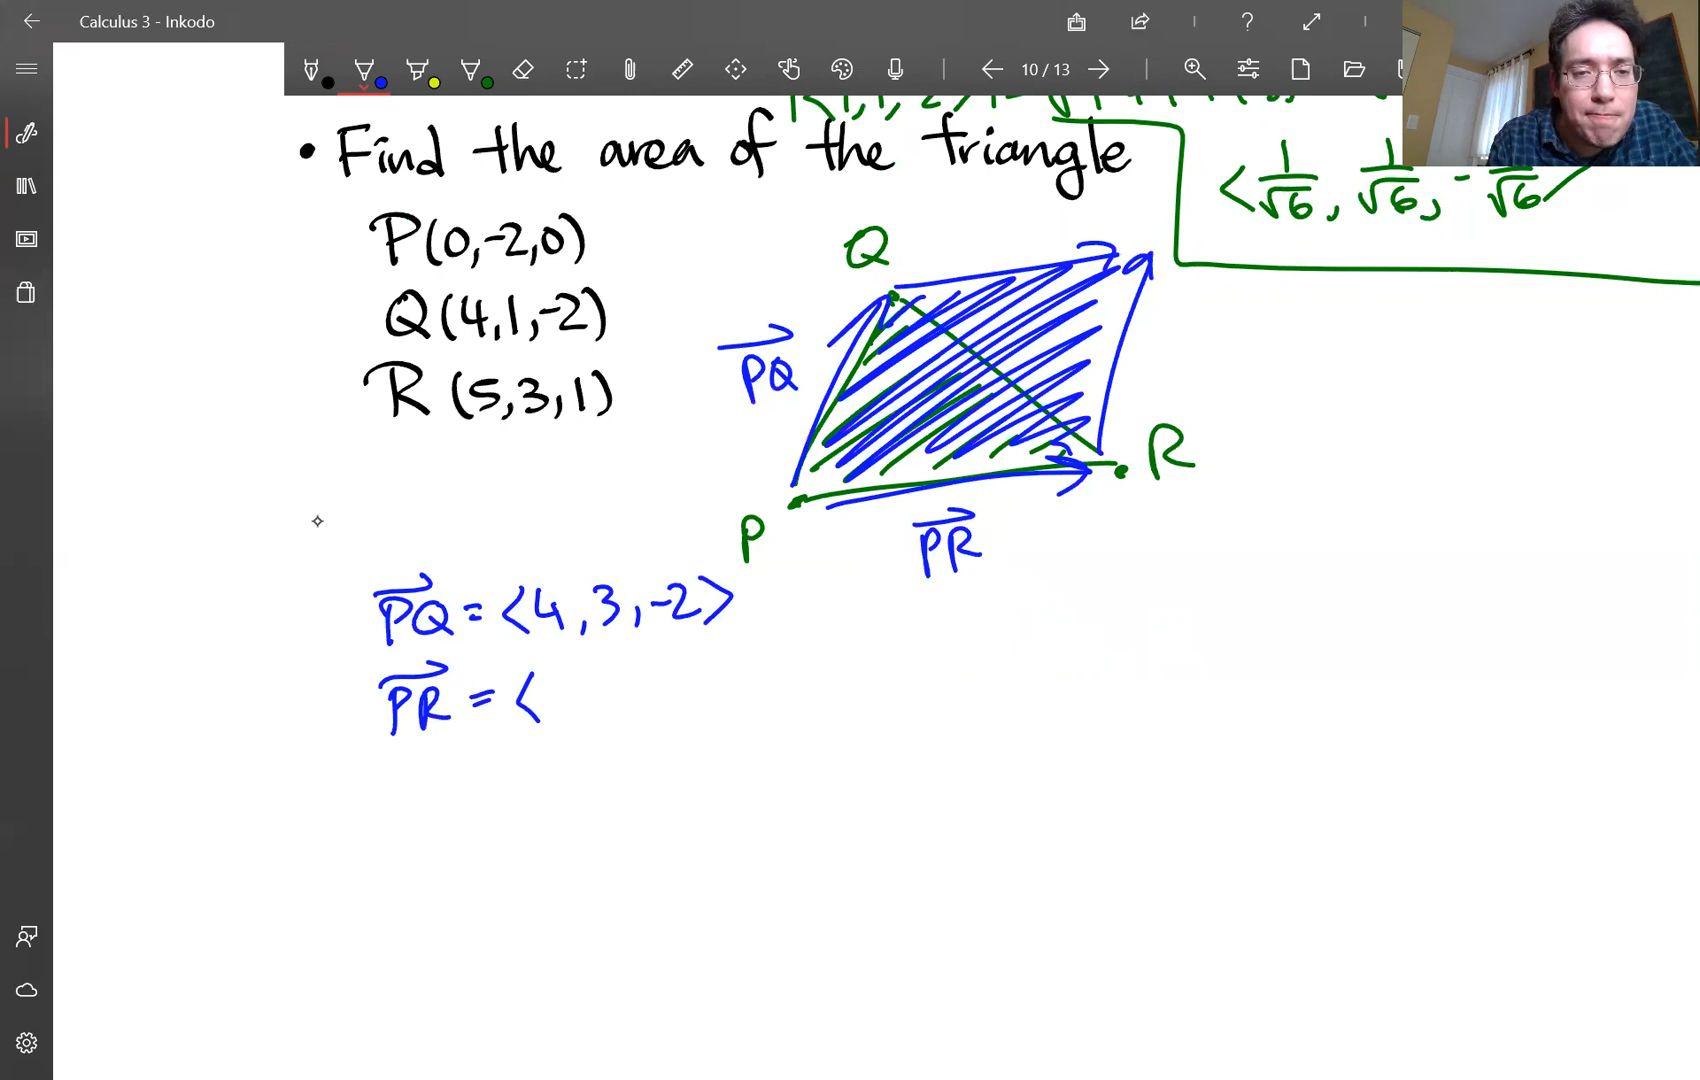 Calculus 3 - Inkodo
10 / 13
• Find the area of the triangle
P(0,-2,0)
Q(4,1,-2)
R(5,3,1)
<1/√6, 1/√6, -
√6
Q
PQ
R
P
PR
PQ = <4, 3, -2>
PR = <